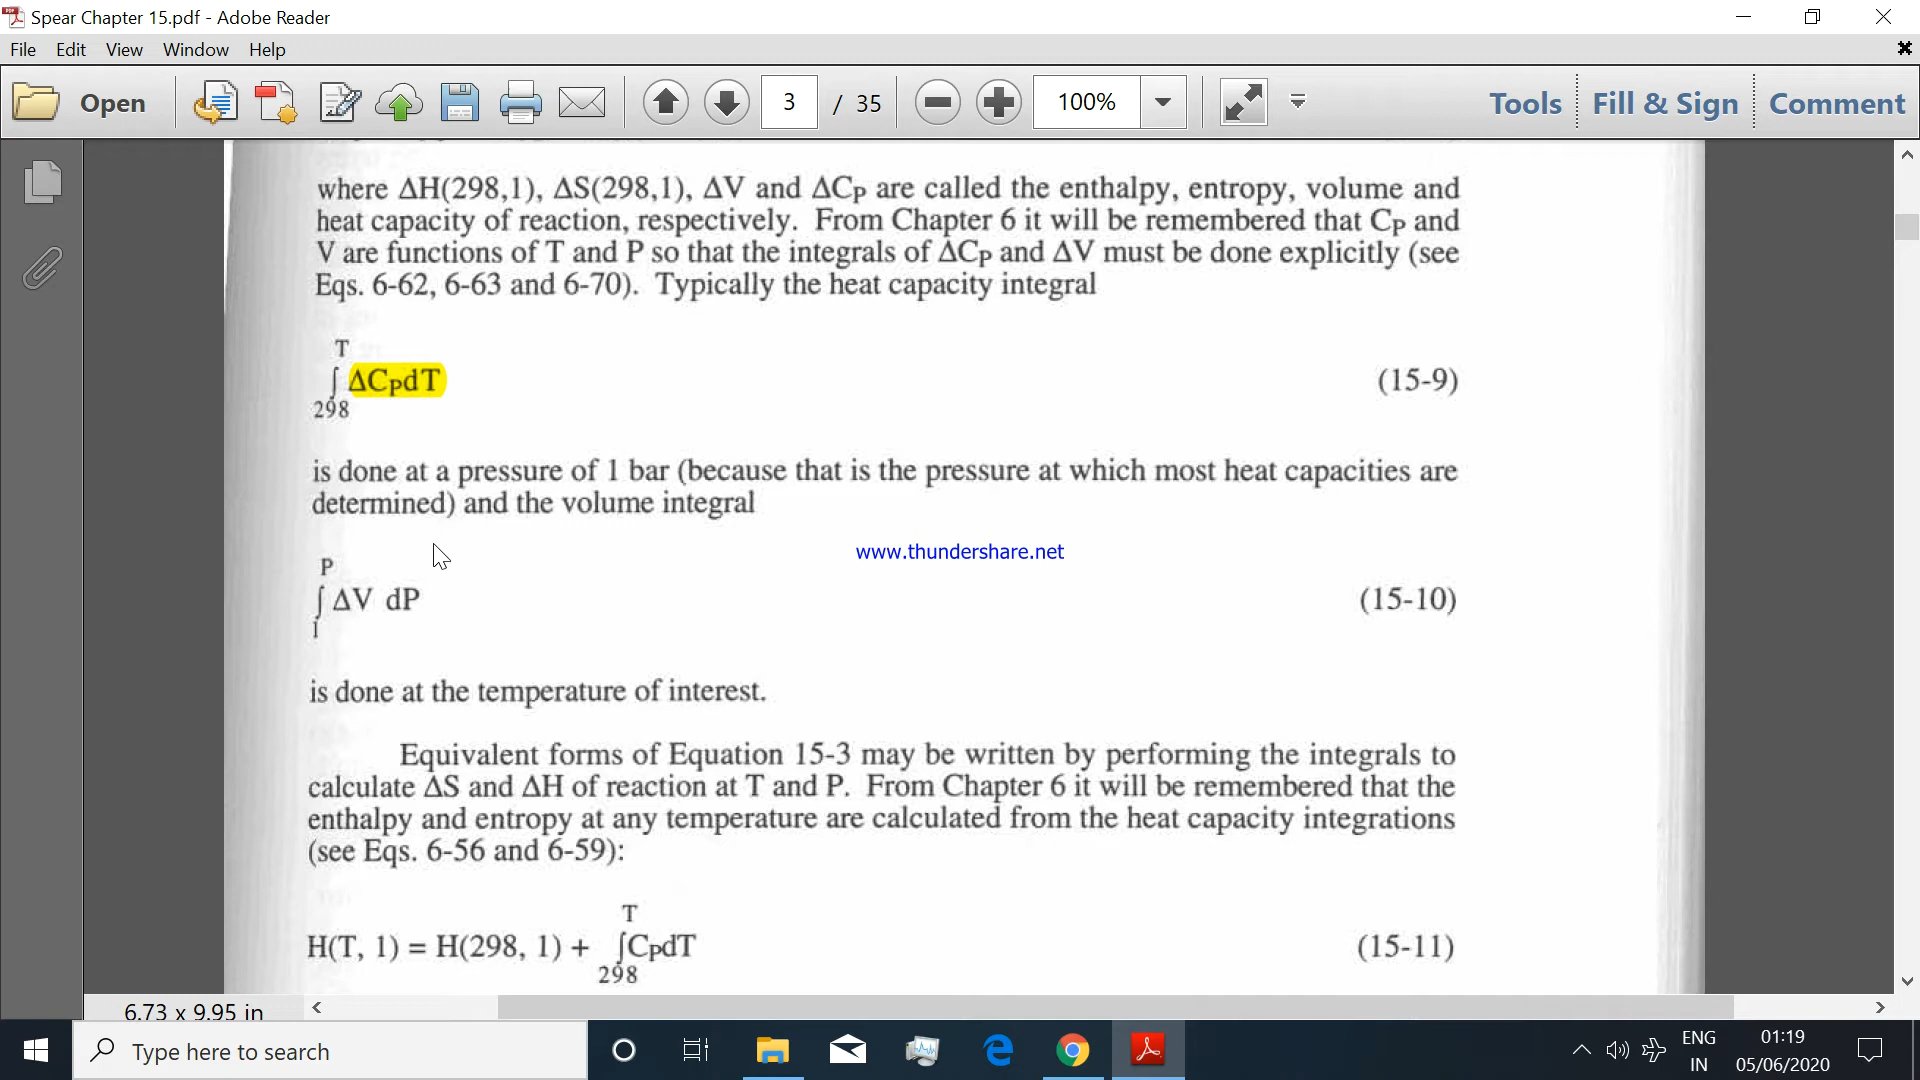 Spear Chapter 15.pdf - Adobe Reader
File Edit View Window Help
Open 3 / 35 100% Tools Fill & Sign Comment
where ΔH(298,1), ΔS(298,1), ΔV and ΔCP are called the enthalpy, entropy, volume and
heat capacity of reaction, respectively. From Chapter 6 it will be remembered that CP and
V are functions of T and P so that the integrals of ΔCP and ΔV must be done explicitly (see
Eqs. 6-62, 6-63 and 6-70). Typically the heat capacity integral
T
∫ ΔCPdT (15-9)
298
is done at a pressure of 1 bar (because that is the pressure at which most heat capacities are
determined) and the volume integral
www.thundershare.net
P
∫ ΔV dP (15-10)
1
is done at the temperature of interest.
Equivalent forms of Equation 15-3 may be written by performing the integrals to
calculate ΔS and ΔH of reaction at T and P. From Chapter 6 it will be remembered that the
enthalpy and entropy at any temperature are calculated from the heat capacity integrations
(see Eqs. 6-56 and 6-59):
T
H(T, 1) = H(298, 1) + ∫CPdT (15-11)
298
6.73 x 9.95 in
Type here to search
ENG 01:19
IN 05/06/2020